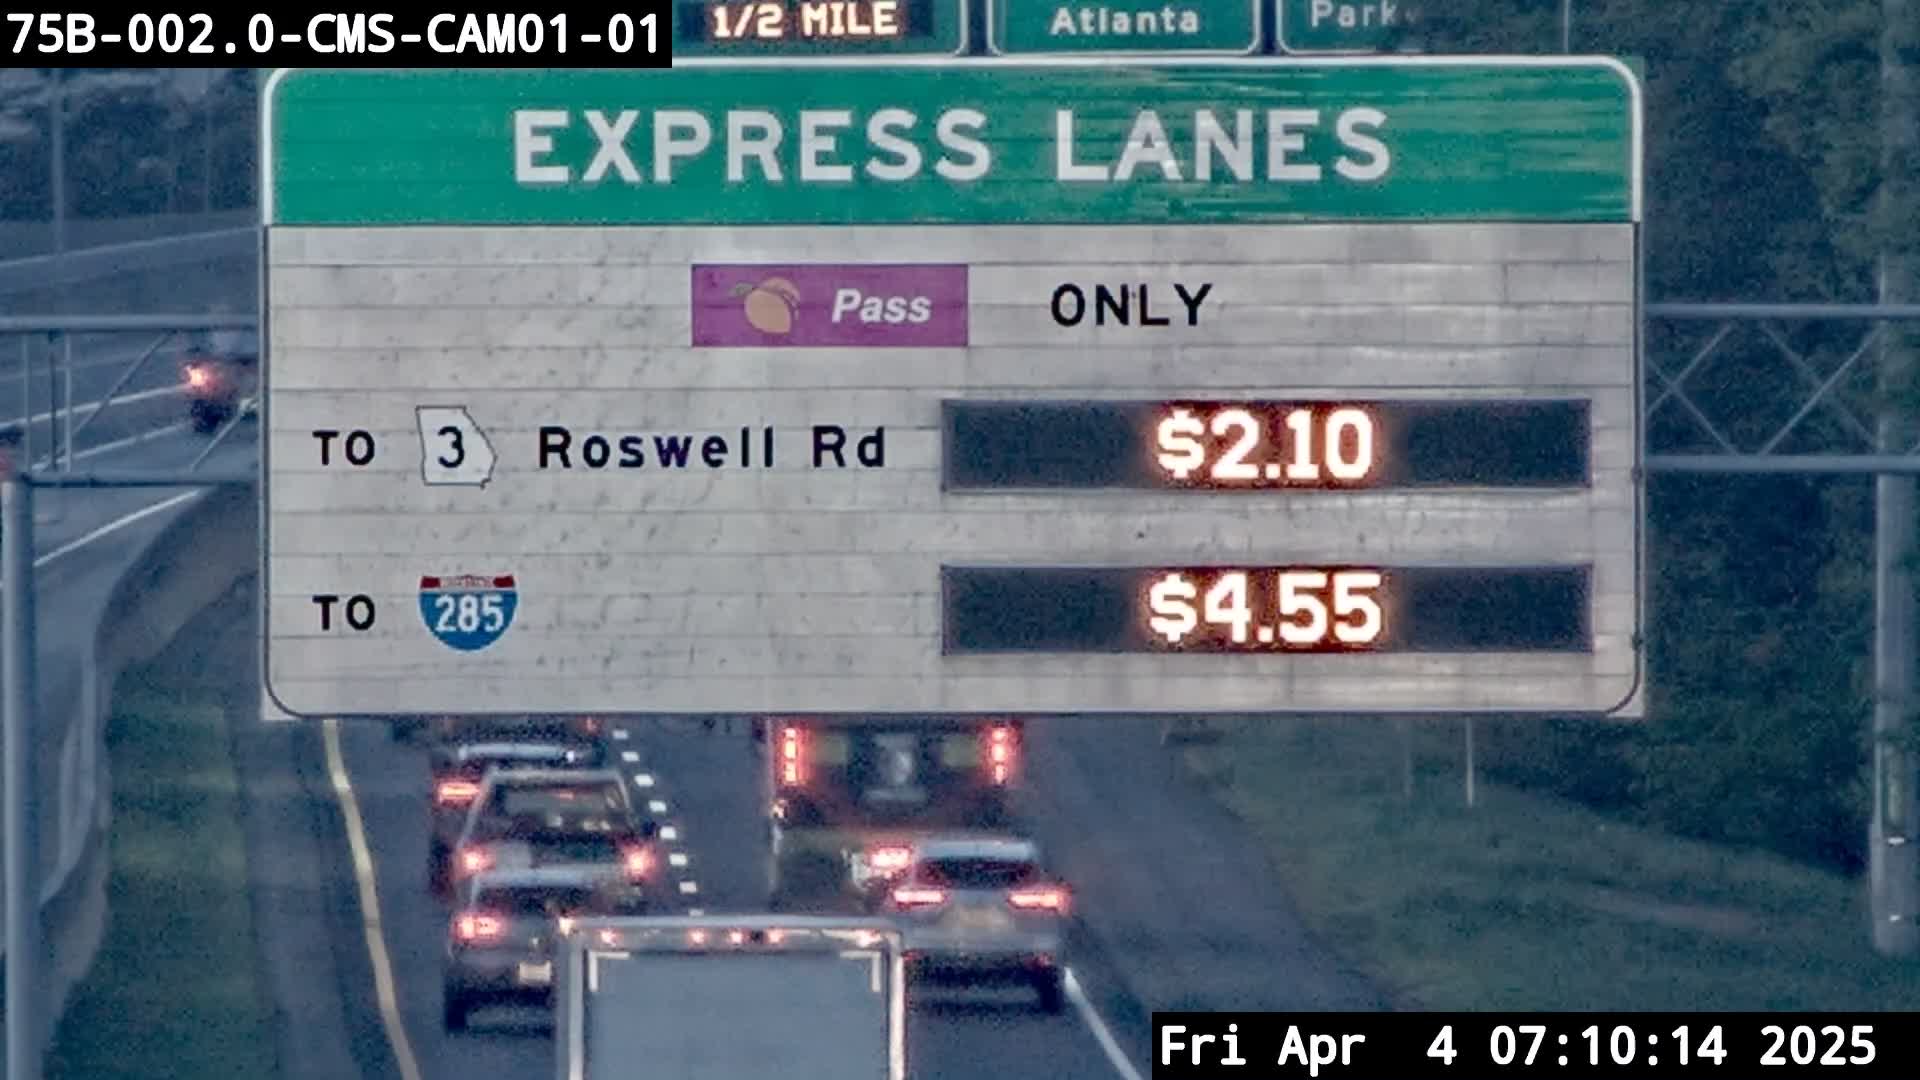 75B-002.0-CMS-CAM01-01
1/2 MILE
Atlanta
Park
EXPRESS LANES
Pass ONLY
TO 3 Roswell Rd $2.10
TO 285 $4.55
Fri Apr 4 07:10:14 2025